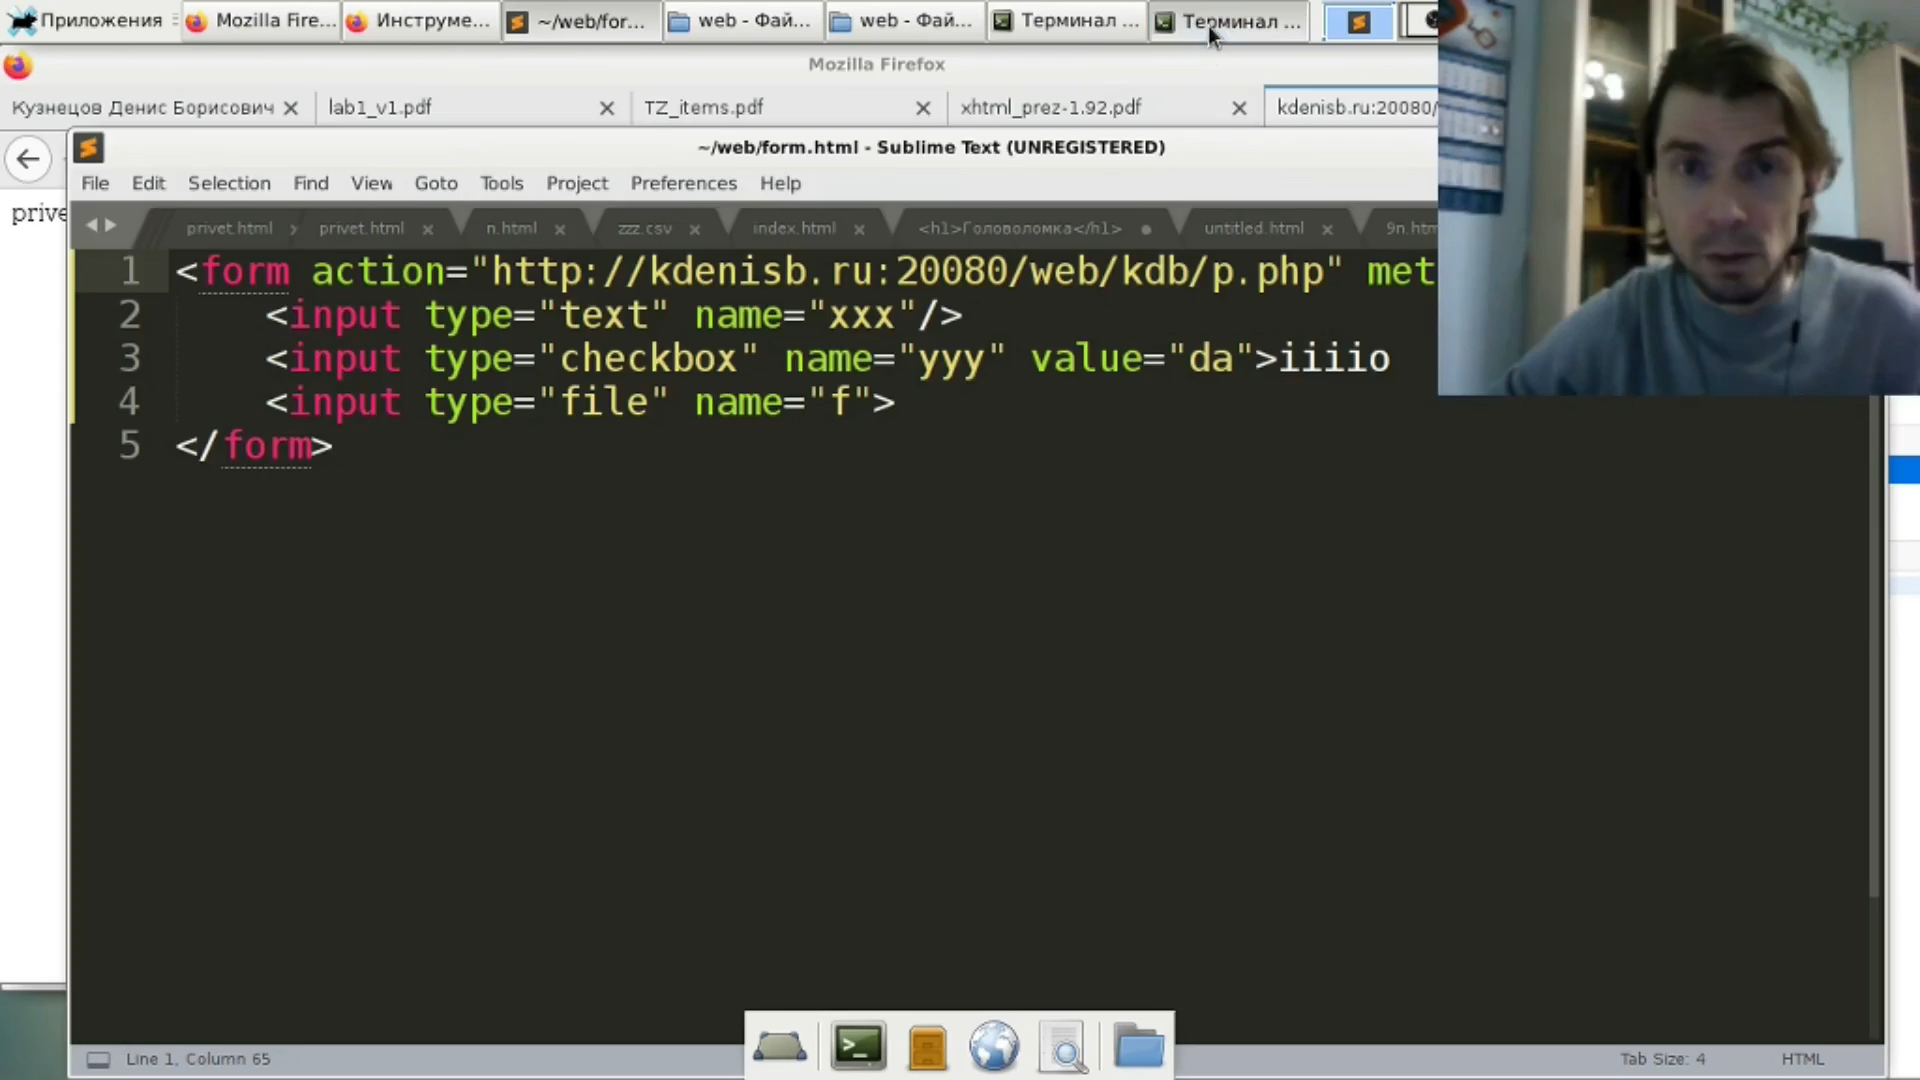 Приложения
Mozilla Fire...
Инструме...
~/web/for...
web - Фай...
web - Фай...
Терминал ...
Терминал ...
Mozilla Firefox
Кузнецов Денис Борисович
lab1_v1.pdf
TZ_items.pdf
xhtml_prez-1.92.pdf
kdenisb.ru:20080/
~/web/form.html - Sublime Text (UNREGISTERED)
File Edit Selection Find View Goto Tools Project Preferences Help
prive
privet.html
privet.html
n.html
zzz.csv
index.html
<h1>Головоломка</h1>
untitled.html
9n.htm
1 <form action="http://kdenisb.ru:20080/web/kdb/p.php" met
2 <input type="text" name="xxx"/>
3 <input type="checkbox" name="yyy" value="da">iiiio
4 <input type="file" name="f">
5 </form>
Line 1, Column 65
Tab Size: 4
HTML